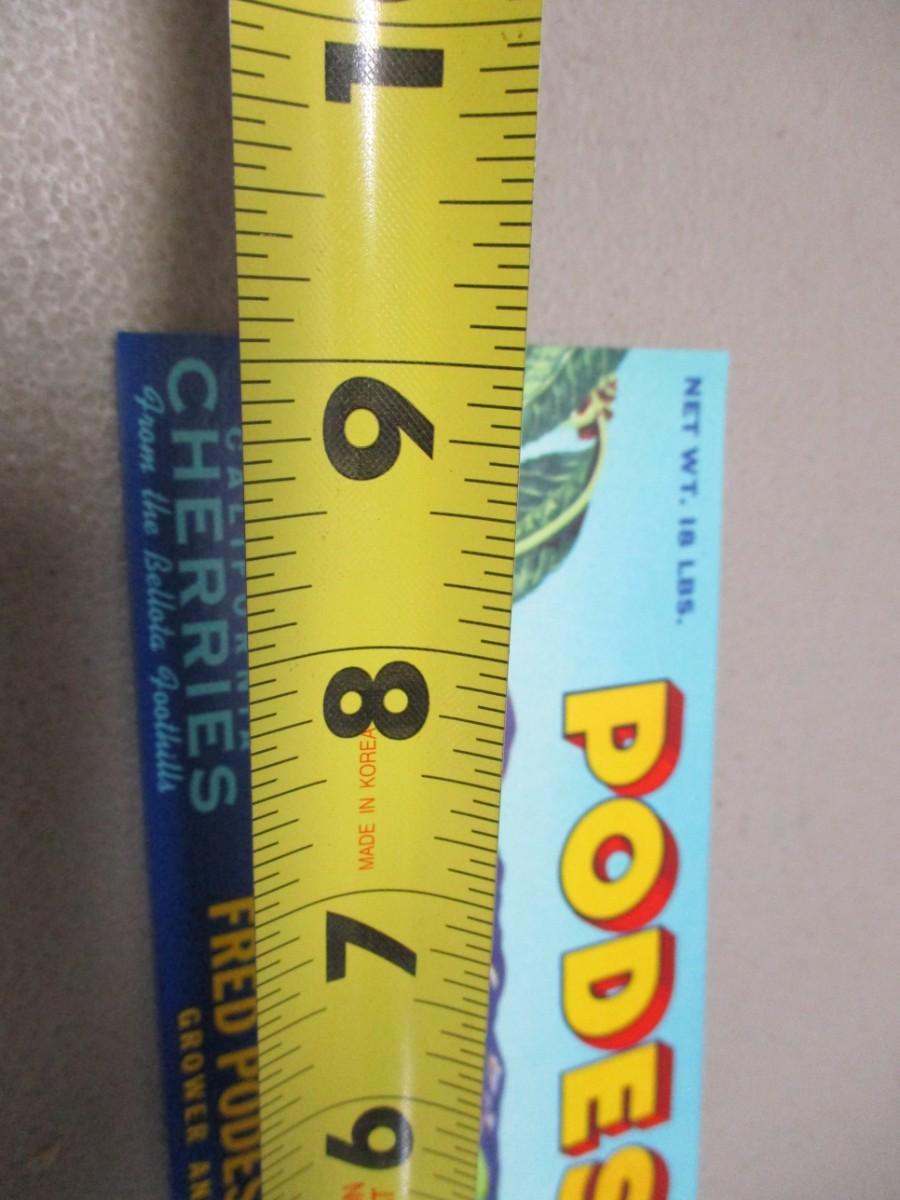 10
9
8
7
6
MADE IN KOREA
NET WT. 18 LBS.
PODES
CALIFORNIA
CHERRIES
From the Bellota Foothills
FRED PODES
GROWER AN